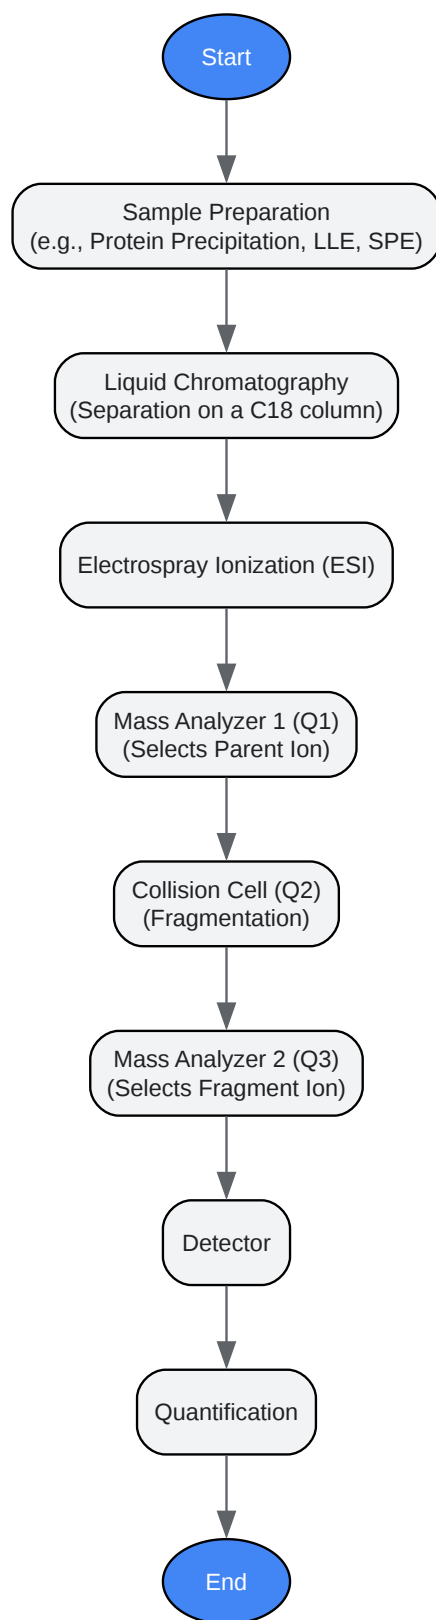 Start
Sample Preparation
(e.g., Protein Precipitation, LLE, SPE)
Liquid Chromatography
(Separation on a C18 column)
Electrospray Ionization (ESI)
Mass Analyzer 1 (Q1)
(Selects Parent Ion)
Collision Cell (Q2)
(Fragmentation)
Mass Analyzer 2 (Q3)
(Selects Fragment Ion)
Detector
Quantification
End